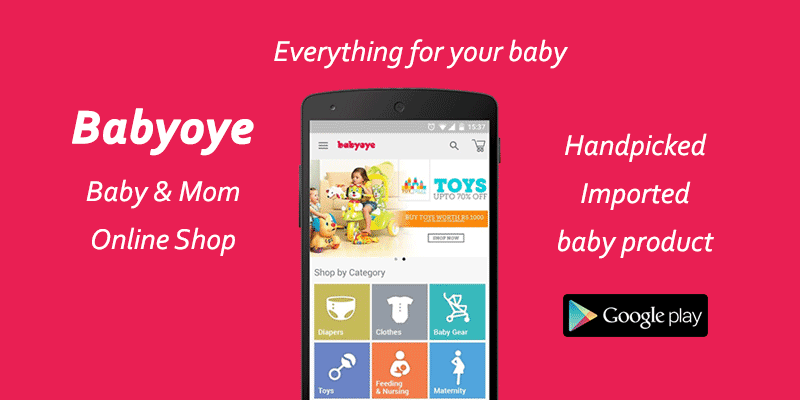 Everything for your baby
Babyoye
Baby & Mom
Online Shop
15:37
babyoye
TOYS
UPTO 70% OFF
BUY TOYS WORTH RS 1000
SHOP NOW
Shop by Category
Diapers
Clothes
Baby Gear
Toys
Feeding
& Nursing
Maternity
Handpicked
Imported
baby product
Google play